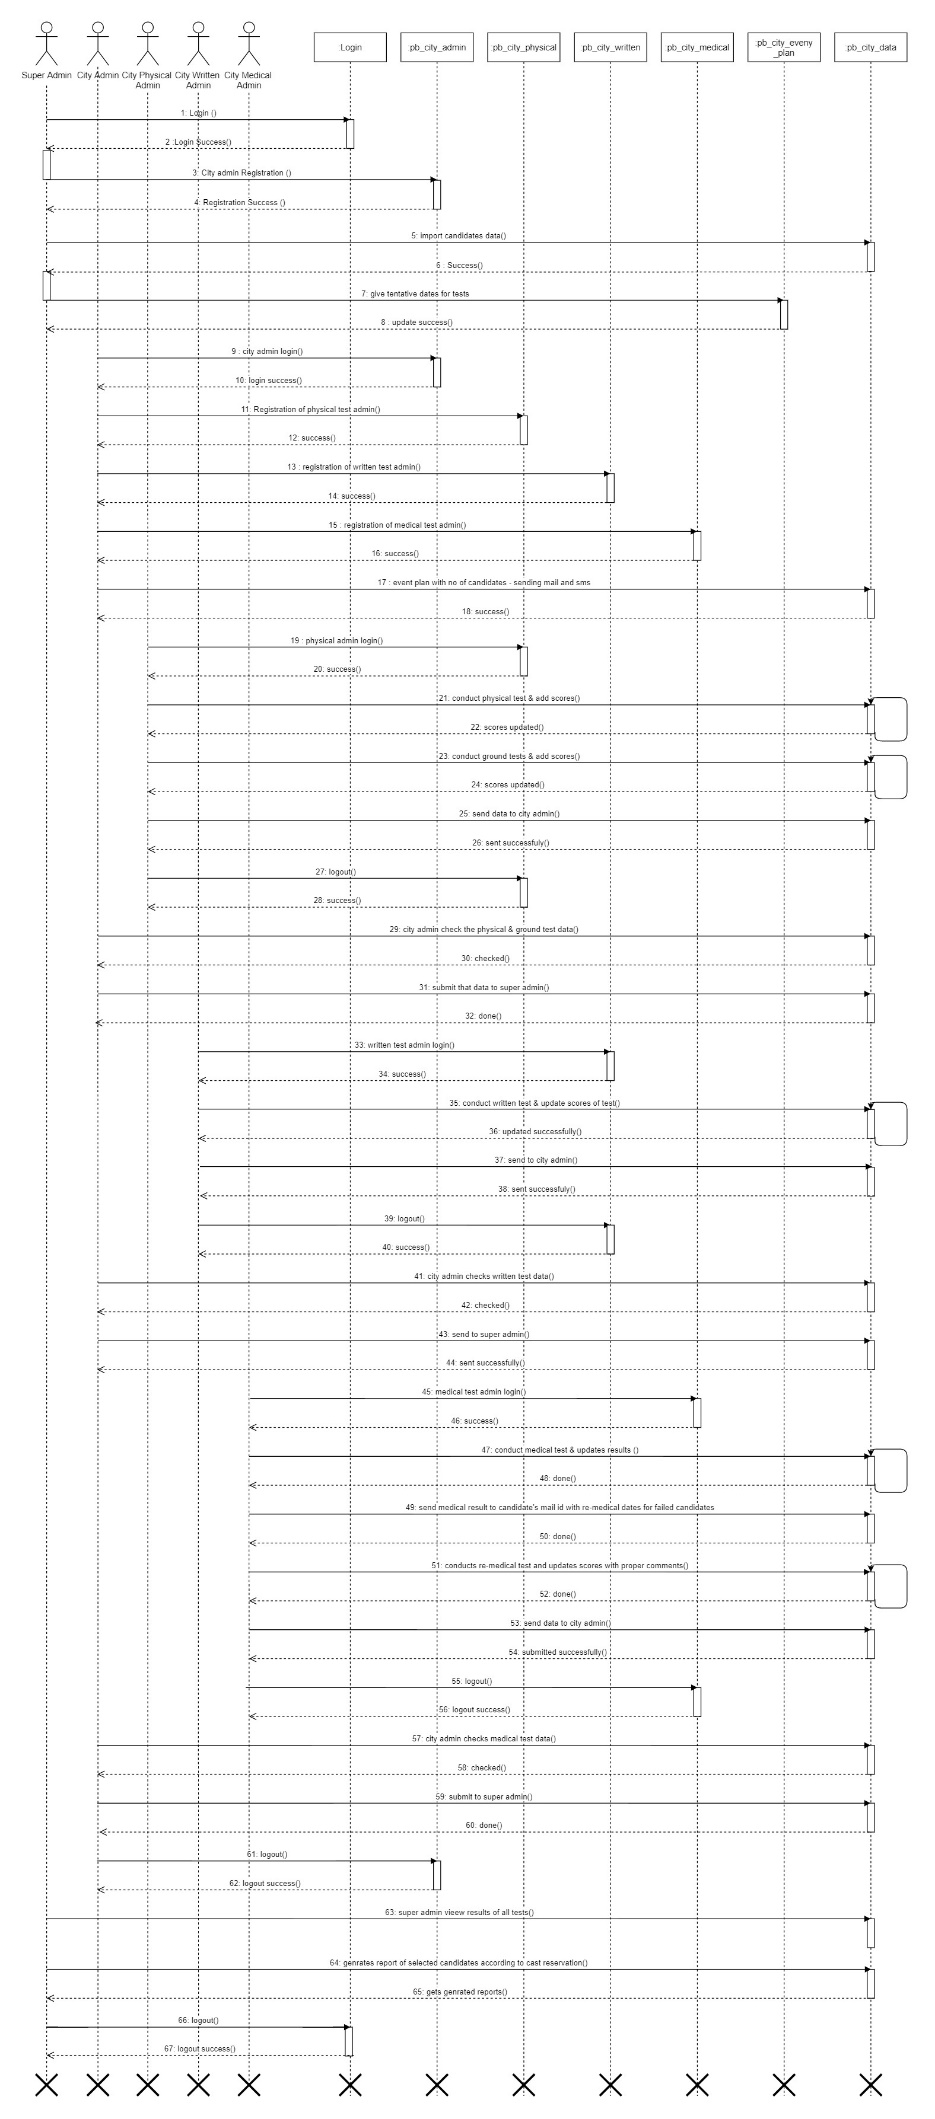 Super Admin
City Admin
City Physical
Admin
City Written
Admin
City Medical
Admin
:Login
:pb_city_admin
:pb_city_physical
:pb_city_written
:pb_city_medical
:pb_city_eveny
_plan
:pb_city_data
1: Login ()
2 :Login Success()
3: City admin Registration ()
4: Registration Success ()
5: import candidates data()
6 : Success()
7: give tentative dates for tests
8 : update success()
9 : city admin login()
10: login success()
11: Registration of physical test admin()
12: success()
13 : registration of written test admin()
14: success()
15 : registration of medical test admin()
16: success()
17 : event plan with no of candidates - sending mail and sms
18: success()
19 : physical admin login()
20: success()
21: conduct physical test & add scores()
22: scores updated()
23: conduct ground tests & add scores()
24: scores updated()
25: send data to city admin()
26: sent successfuly()
27: logout()
28: success()
29: city admin check the physical & ground test data()
30: checked()
31: submit that data to super admin()
32: done()
33: written test admin login()
34: success()
35: conduct written test & update scores of test()
36: updated successfully()
37: send to city admin()
38: sent successfuly()
39: logout()
40: success()
41: city admin checks written test data()
42: checked()
43: send to super admin()
44: sent successfully()
45: medical test admin login()
46: success()
47: conduct medical test & updates results ()
48: done()
49: send medical result to candidate's mail id with re-medical dates for failed candidates
50: done()
51: conducts re-medical test and updates scores with proper comments()
52: done()
53: send data to city admin()
54: submitted successfully()
55: logout()
56: logout success()
57: city admin checks medical test data()
58: checked()
59: submit to super admin()
60: done()
61: logout()
62: logout success()
63: super admin vieew results of all tests()
64: genrates report of selected candidates according to cast reservation()
65: gets genrated reports()
66: logout()
67: logout success()